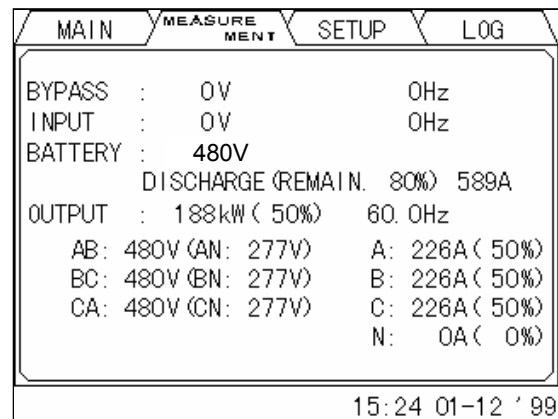 MAIN MEASUREMENT SETUP LOG
BYPASS : 0V 0Hz
INPUT : 0V 0Hz
BATTERY : 480V
DISCHARGE(REMAIN. 80%) 589A
OUTPUT : 188kW( 50%) 60.0Hz
AB: 480V(AN: 277V) A: 226A( 50%)
BC: 480V(BN: 277V) B: 226A( 50%)
CA: 480V(CN: 277V) C: 226A( 50%)
N: 0A( 0%)
15:24 01-12 '99